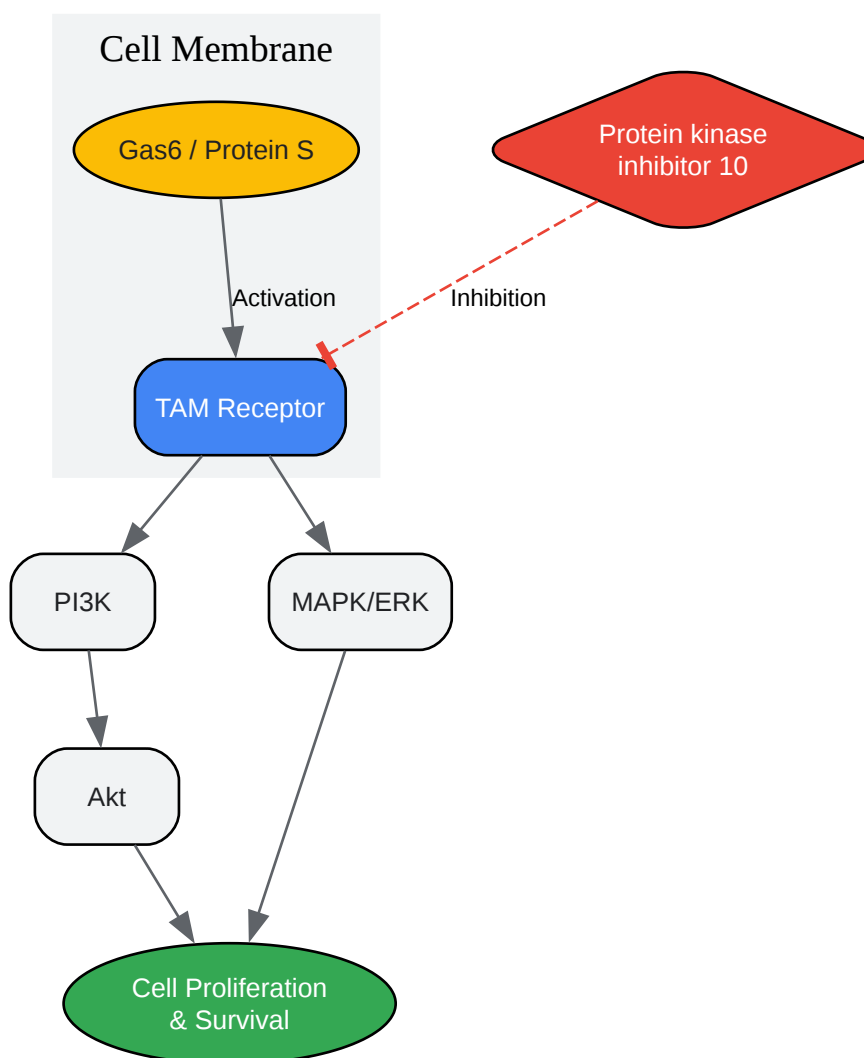 Cell Membrane
Gas6 / Protein S
Protein kinase
inhibitor 10
Activation
Inhibition
TAM Receptor
PI3K
MAPK/ERK
Akt
Cell Proliferation
& Survival